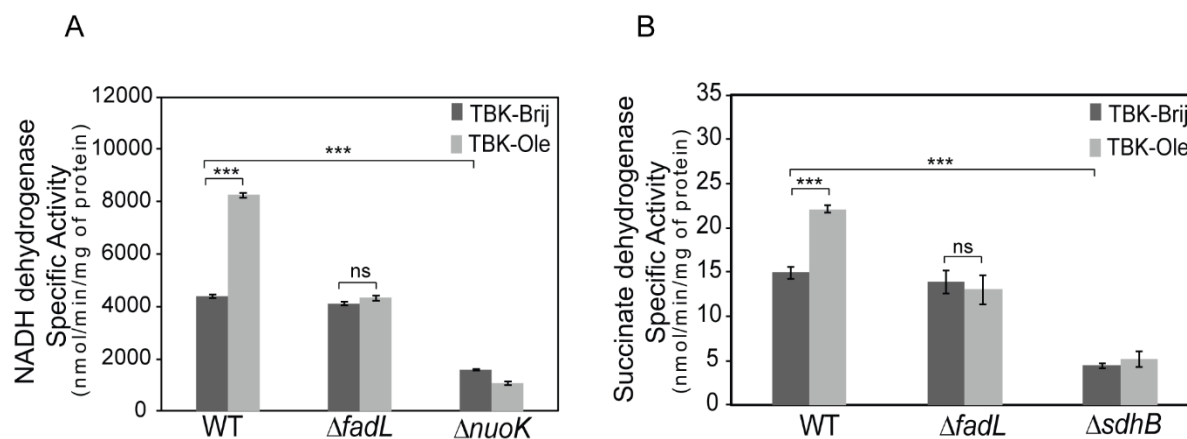 A
NADH dehydrogenase
Specific Activity
(nmol/min/mg of protein)
12000
10000
8000
6000
4000
2000
0
TBK-Brij
TBK-Ole
***
***
ns
WT
ΔfadL
ΔnuoK
B
Succinate dehydrogenase
Specific Activity
(nmol/min/mg of protein)
35
30
25
20
15
10
5
0
TBK-Brij
TBK-Ole
***
***
ns
WT
ΔfadL
ΔsdhB